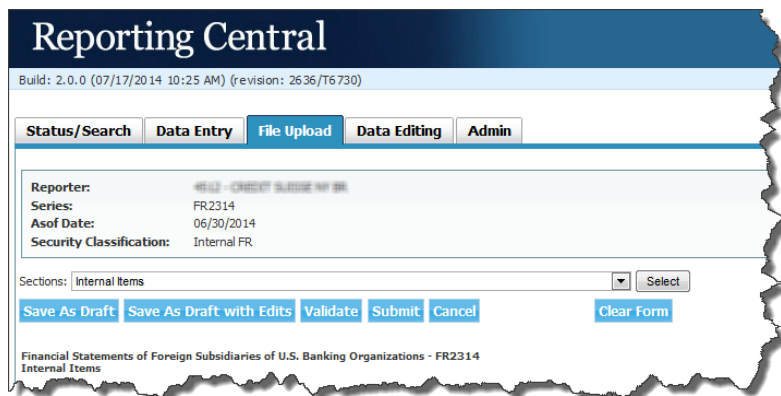 Reporting Central
Build: 2.0.0 (07/17/2014 10:25 AM) (revision: 2636/T6730)
Status/Search Data Entry File Upload Data Editing Admin
Reporter:
Series: FR2314
Asof Date: 06/30/2014
Security Classification: Internal FR
Sections: Internal Items Select
Save As Draft Save As Draft with Edits Validate Submit Cancel Clear Form
Financial Statements of Foreign Subsidiaries of U.S. Banking Organizations - FR2314
Internal Items